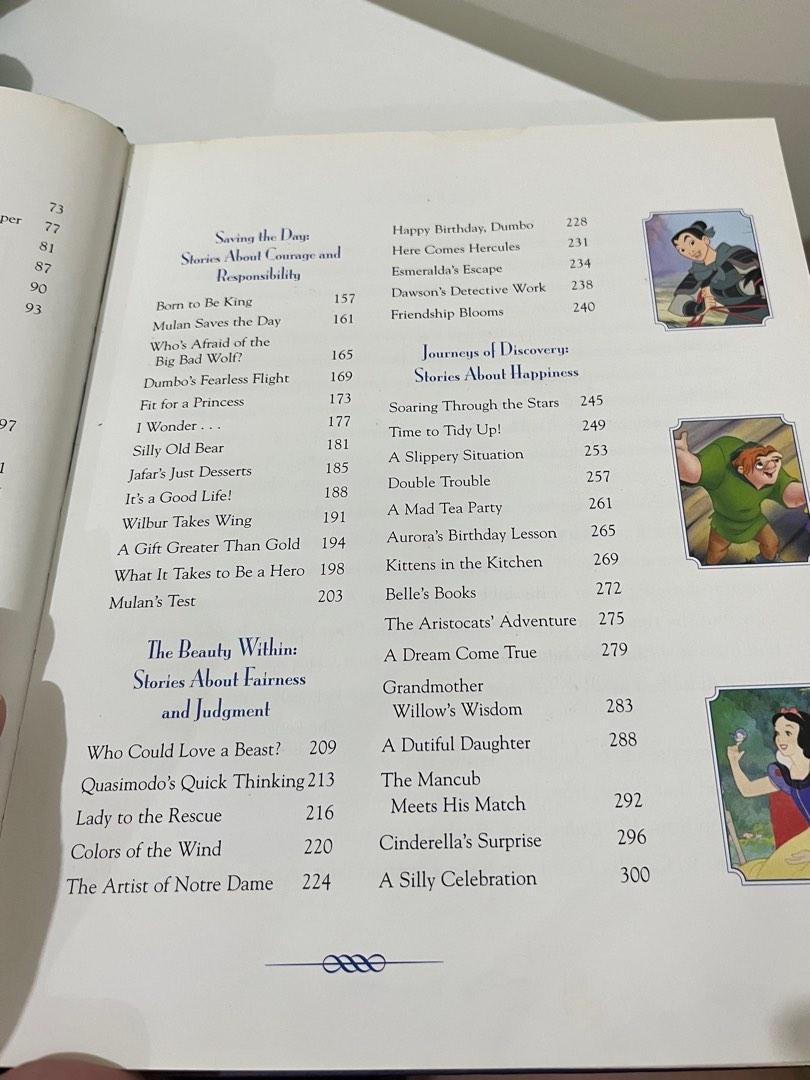 73
per 77
81
87
90
93
97
1
Saving the Day:
Stories About Courage and
Responsibility
Born to Be King 157
Mulan Saves the Day 161
Who's Afraid of the
Big Bad Wolf? 165
Dumbo's Fearless Flight 169
Fit for a Princess 173
I Wonder . . . 177
Silly Old Bear 181
Jafar's Just Desserts 185
It's a Good Life! 188
Wilbur Takes Wing 191
A Gift Greater Than Gold 194
What It Takes to Be a Hero 198
Mulan's Test 203
The Beauty Within:
Stories About Fairness
and Judgment
Who Could Love a Beast? 209
Quasimodo's Quick Thinking 213
Lady to the Rescue 216
Colors of the Wind 220
The Artist of Notre Dame 224
Happy Birthday, Dumbo 228
Here Comes Hercules 231
Esmeralda's Escape 234
Dawson's Detective Work 238
Friendship Blooms 240
Journeys of Discovery:
Stories About Happiness
Soaring Through the Stars 245
Time to Tidy Up! 249
A Slippery Situation 253
Double Trouble 257
A Mad Tea Party 261
Aurora's Birthday Lesson 265
Kittens in the Kitchen 269
Belle's Books 272
The Aristocats' Adventure 275
A Dream Come True 279
Grandmother
Willow's Wisdom 283
A Dutiful Daughter 288
The Mancub
Meets His Match 292
Cinderella's Surprise 296
A Silly Celebration 300